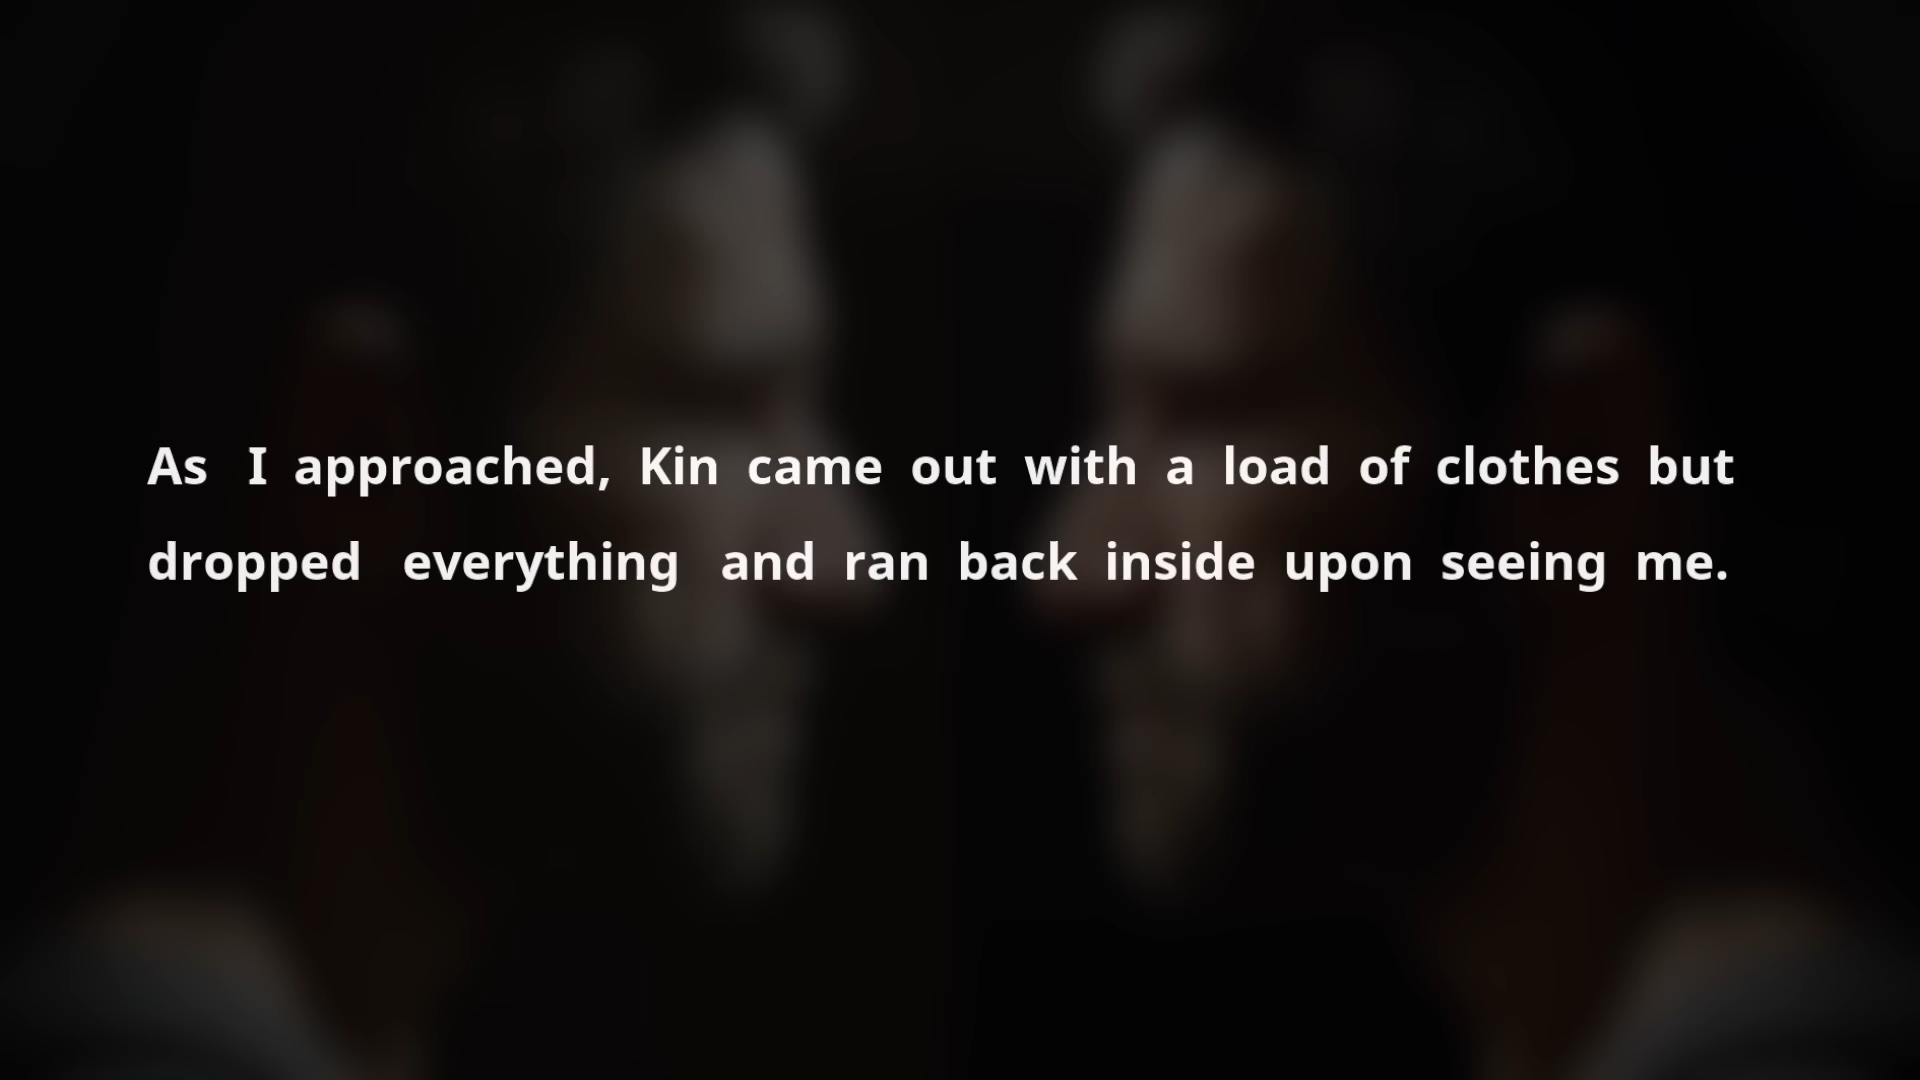 As I approached, Kin came out with a load of clothes but
dropped everything and ran back inside upon seeing me.